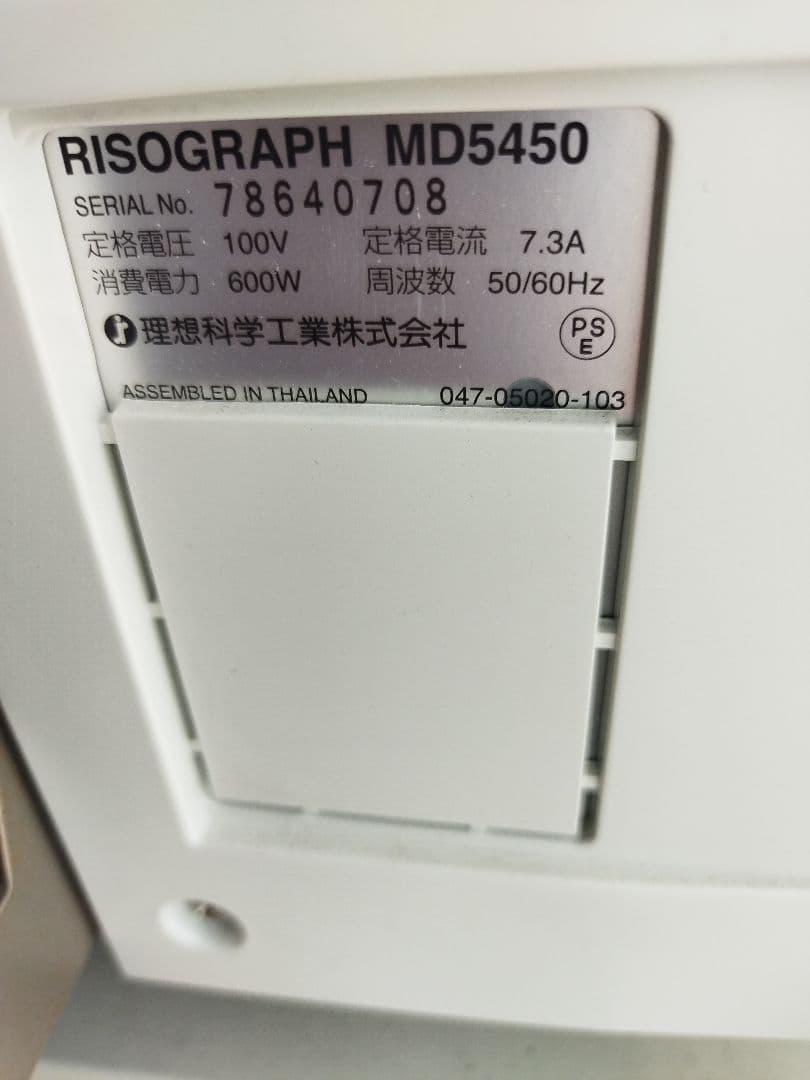 RISOGRAPH MD5450
SERIAL No. 78640708
定格電圧 100V 定格電流 7.3A
消費電力 600W 周波数 50/60Hz
理想科学工業株式会社 PSE
ASSEMBLED IN THAILAND 047-05020-103